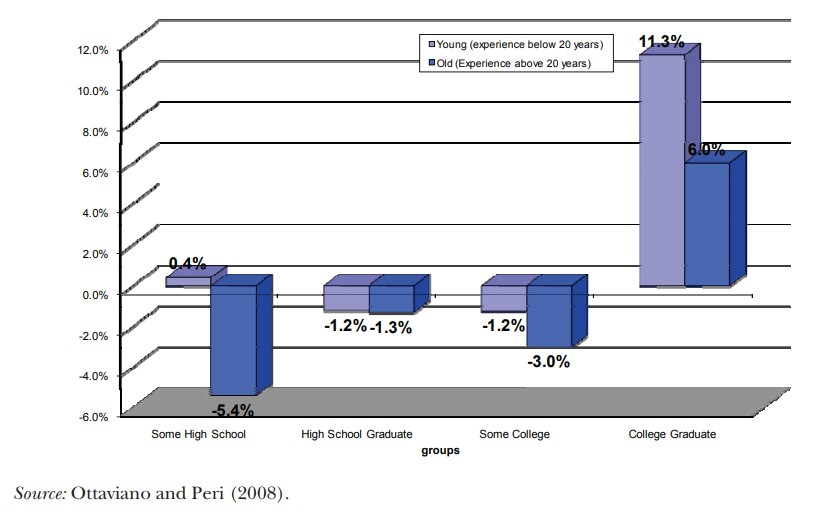 Young (experience below 20 years)
Old (Experience above 20 years)
12.0%
10.0%
8.0%
6.0%
4.0%
2.0%
0.0%
-2.0%
-4.0%
-6.0%
0.4%
-5.4%
-1.2%
-1.3%
-1.2%
-3.0%
11.3%
6.0%
Some High School
High School Graduate
Some College
College Graduate
groups
Source: Ottaviano and Peri (2008).